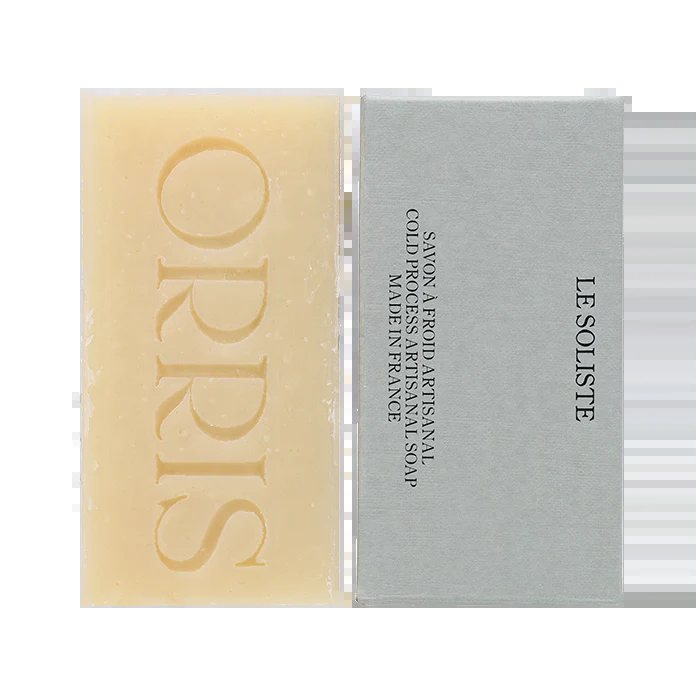 ORRIS
LE SOLISTE
SAVON À FROID ARTISANAL
COLD PROCESS ARTISANAL SOAP
MADE IN FRANCE